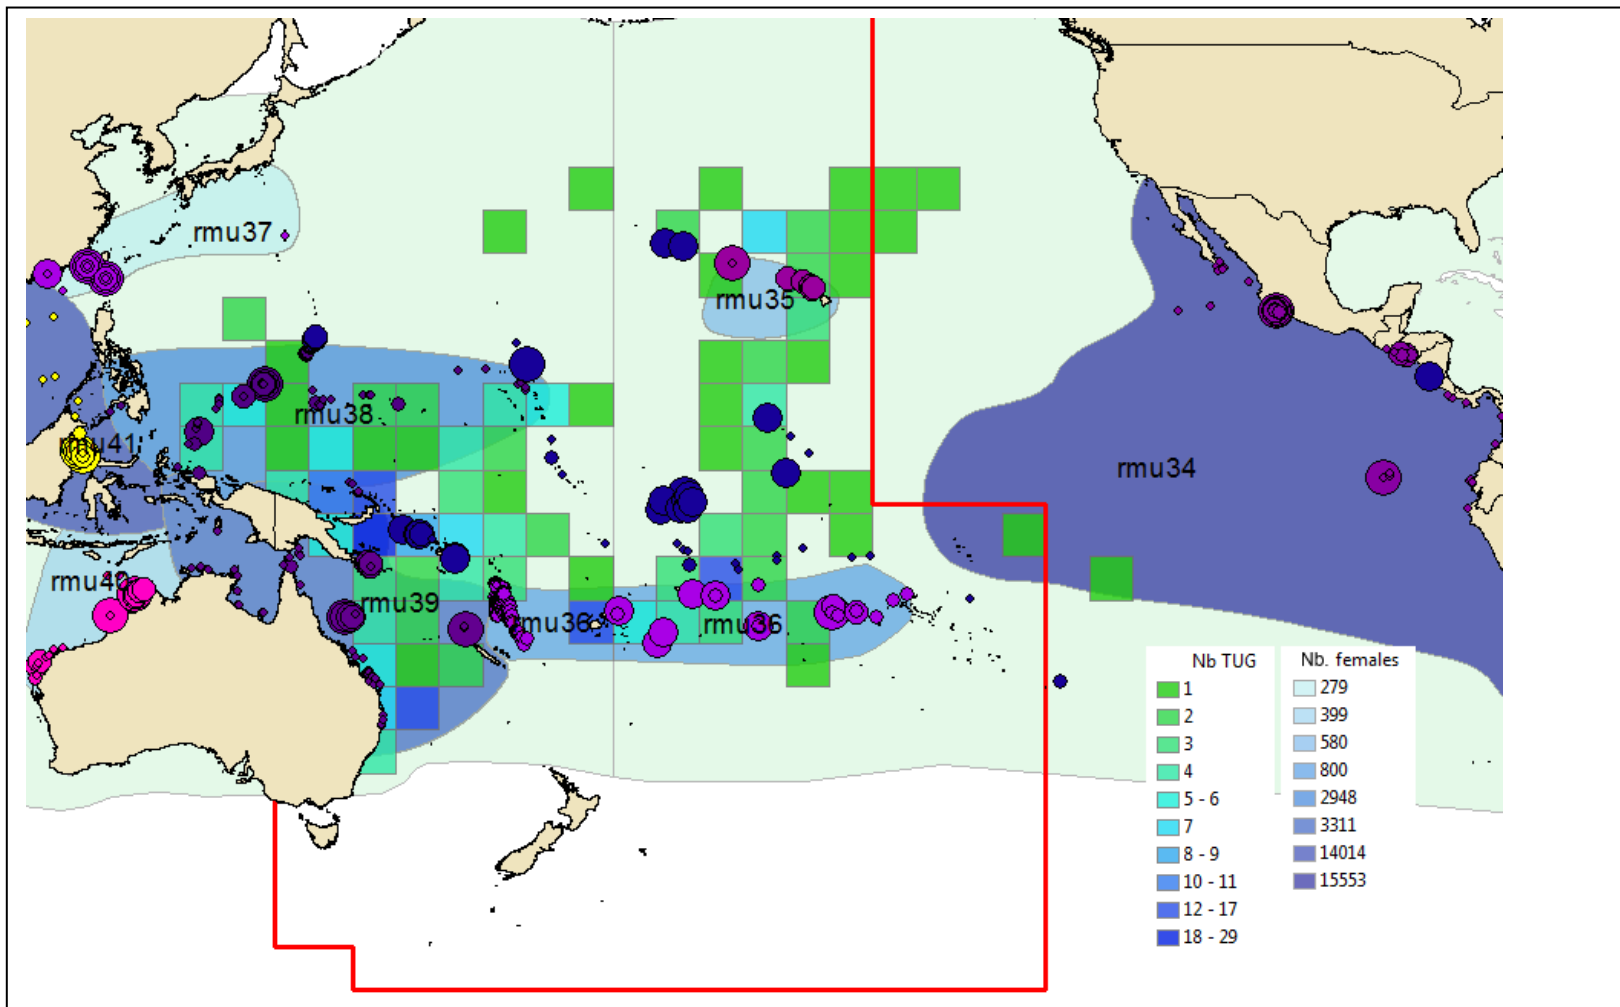 rmu37
rmu35
rmu38
rmu41
rmu34
rmu40
rmu39
rmu36
rmu36
Nb TUG
1
2
3
4
5 - 6
7
8 - 9
10 - 11
12 - 17
18 - 29
Nb. females
279
399
580
800
2948
3311
14014
15553